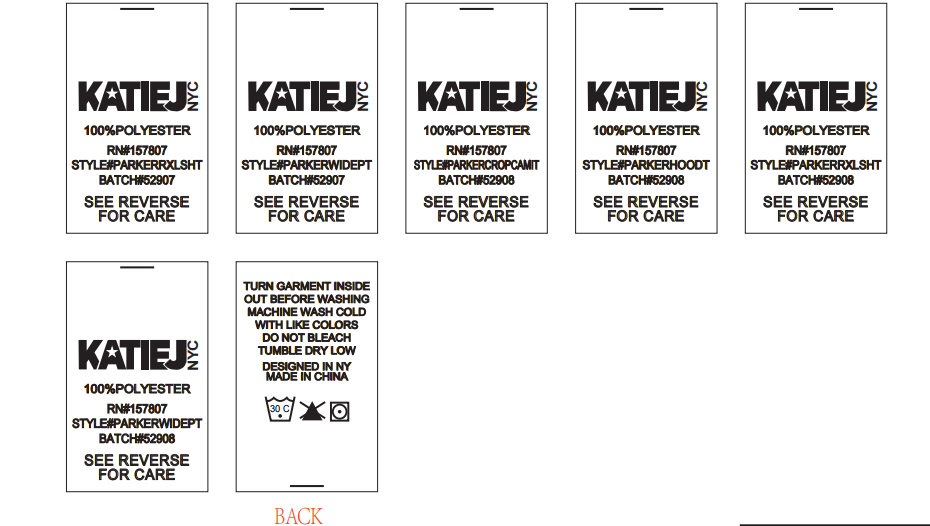 KATIEJ NYC
100%POLYESTER
RN#157807
STYLE#PARKERRXLSHT
BATCH#52907
SEE REVERSE
FOR CARE
KATIEJ NYC
100%POLYESTER
RN#157807
STYLE#PARKERWIDEPT
BATCH#52907
SEE REVERSE
FOR CARE
KATIEJ NYC
100%POLYESTER
RN#157807
STYLE#PARKERCROPCAMIT
BATCH#52908
SEE REVERSE
FOR CARE
KATIEJ NYC
100%POLYESTER
RN#157807
STYLE#PARKERHOODT
BATCH#52908
SEE REVERSE
FOR CARE
KATIEJ NYC
100%POLYESTER
RN#157807
STYLE#PARKERRXLSHT
BATCH#52908
SEE REVERSE
FOR CARE
KATIEJ NYC
100%POLYESTER
RN#157807
STYLE#PARKERWIDEPT
BATCH#52908
SEE REVERSE
FOR CARE
TURN GARMENT INSIDE
OUT BEFORE WASHING
MACHINE WASH COLD
WITH LIKE COLORS
DO NOT BLEACH
TUMBLE DRY LOW
DESIGNED IN NY
MADE IN CHINA
30 C
BACK